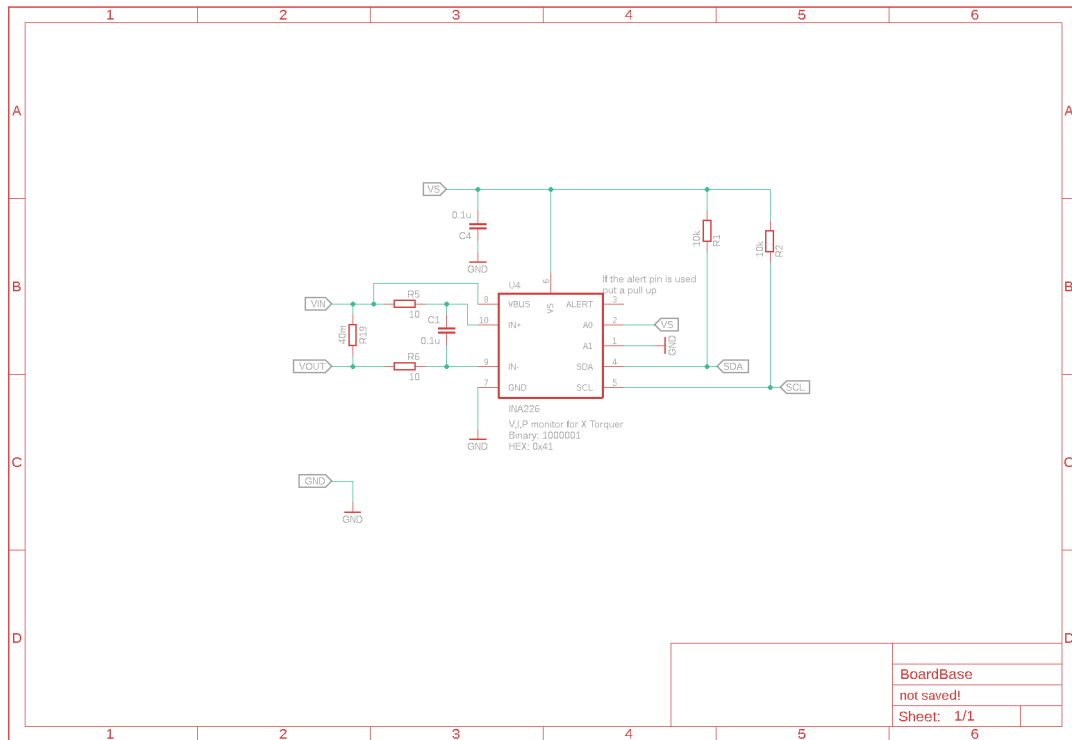 1 2 3 4 5 6
A A
VS
0.1u
C4
GND
10k
R1
10k
R2
B B
If the alert pin is used
put a pull up
U4
6
VS
VIN
R5
10
C1
0.1u
40m
R19
VOUT
R6
10
8 VBUS ALERT 3
10 IN+ A0 2 VS
A1 1 GND
9 IN- SDA 4 SDA
7 GND SCL 5 SCL
INA226
V,I,P monitor for X Torquer
Binary: 1000001
HEX: 0x41
GND
C C
GND
GND
D D
BoardBase
not saved!
Sheet: 1/1
1 2 3 4 5 6